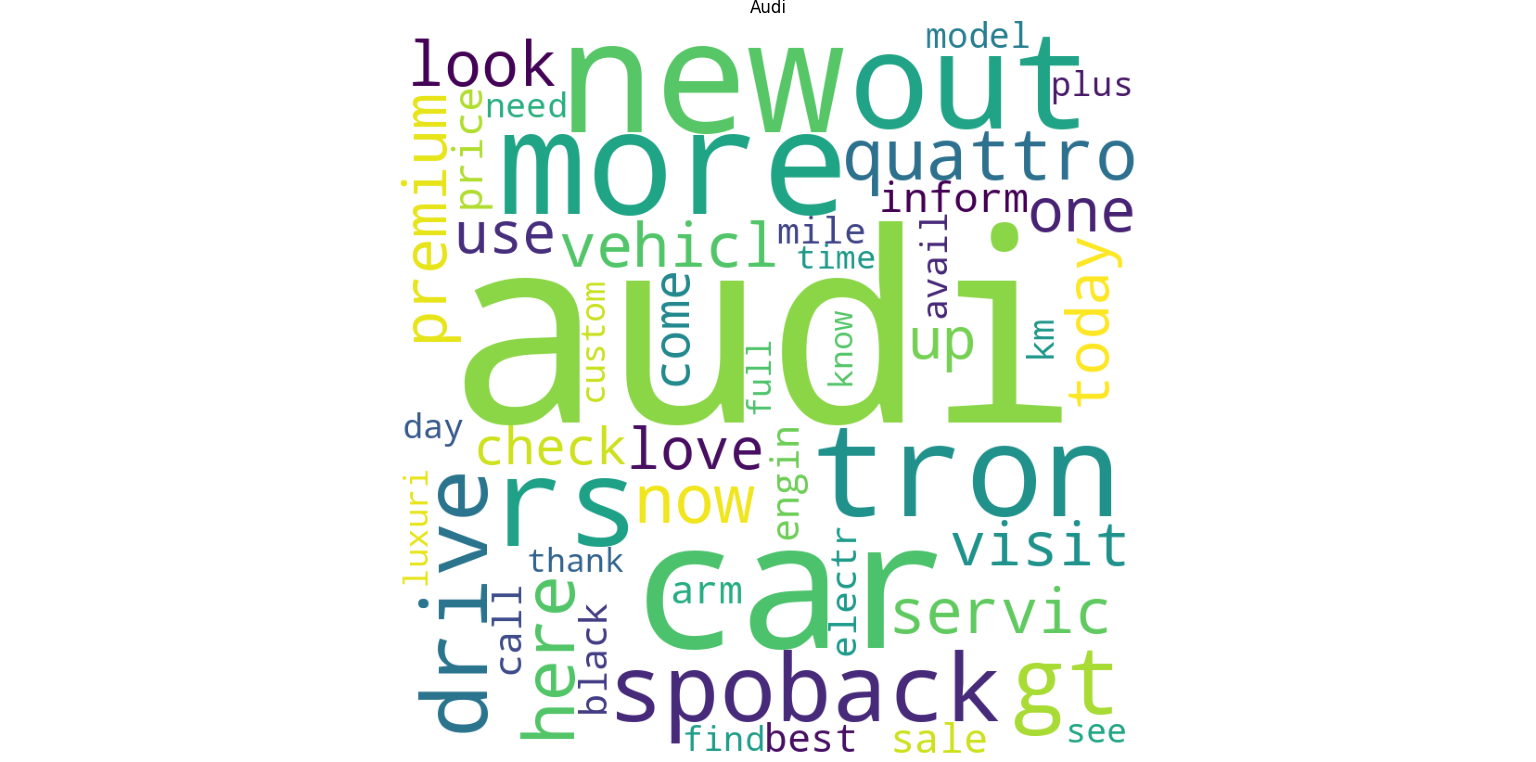 Audi
model
look
new
out
plus
need
price
premium
more
quattro
inform
one
use
vehicl
mile
time
avail
today
audi
custom
come
full
know
up
km
day
check
love
engin
tron
luxuri
drive
rs
now
visit
thank
electr
car
arm
servic
call
here
black
spoback
gt
find
best
sale
see